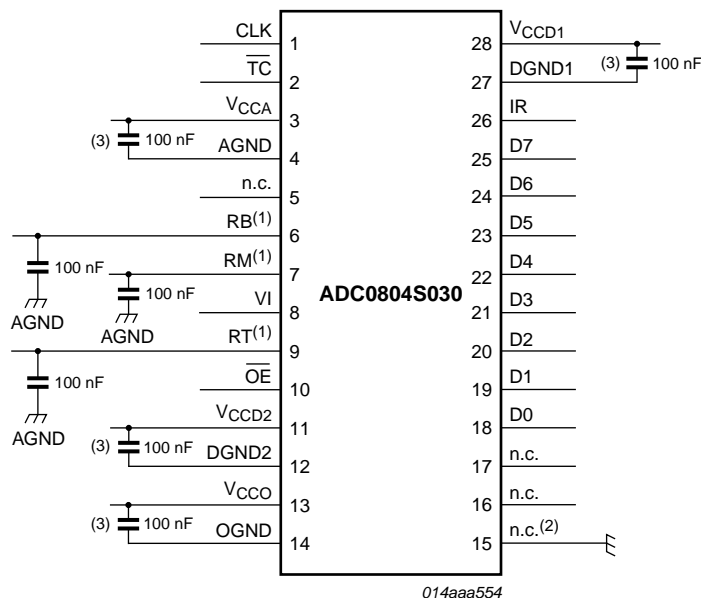 CLK 1
TC 2
VCCA 3
(3) 100 nF
AGND 4
n.c. 5
RB(1) 6
100 nF
AGND
RM(1) 7
100 nF
AGND
VI 8
RT(1) 9
100 nF
AGND
OE 10
VCCD2 11
(3) 100 nF
DGND2 12
VCCO 13
(3) 100 nF
OGND 14
ADC0804S030
28 VCCD1
(3) 100 nF
27 DGND1
26 IR
25 D7
24 D6
23 D5
22 D4
21 D3
20 D2
19 D1
18 D0
17 n.c.
16 n.c.
15 n.c.(2)
014aaa554